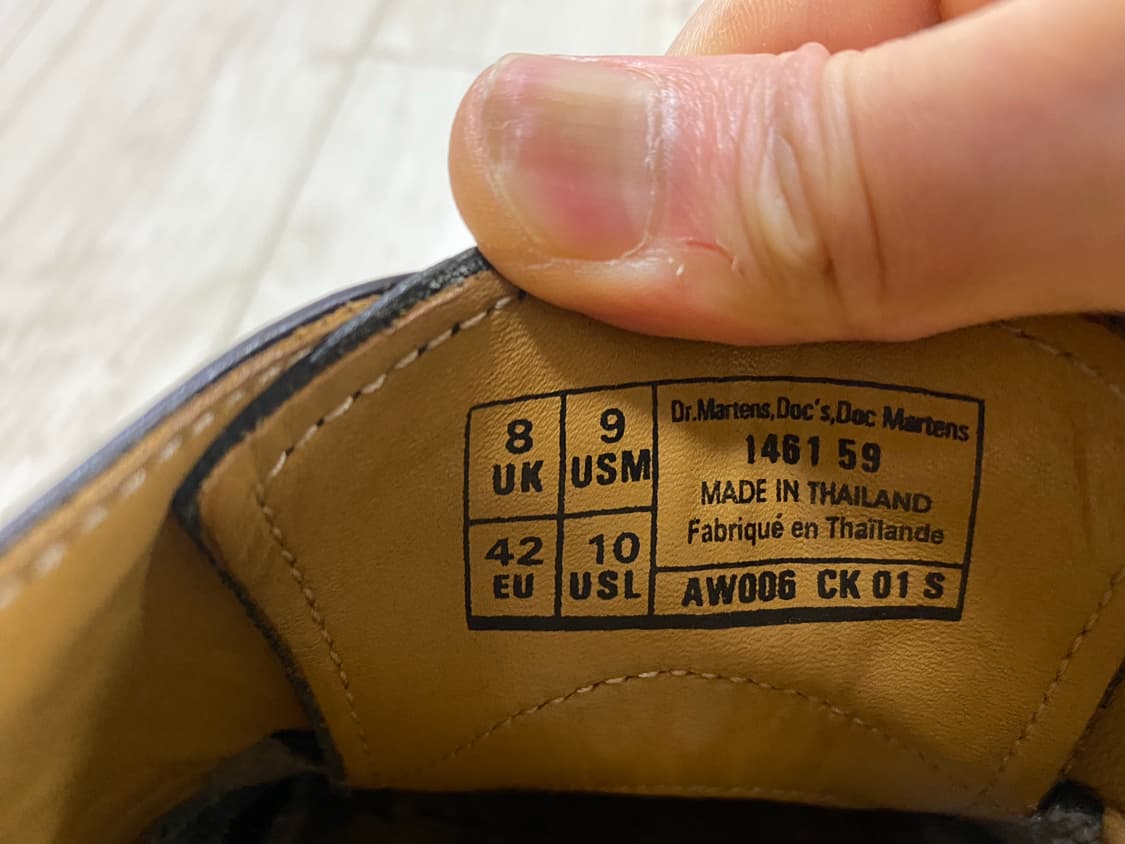 8
UK
9
USM
42
EU
10
USL
Dr.Martens,Doc's,Doc Martens
1461 59
MADE IN THAILAND
Fabriqué en Thaïlande
AW006 CK 01 S